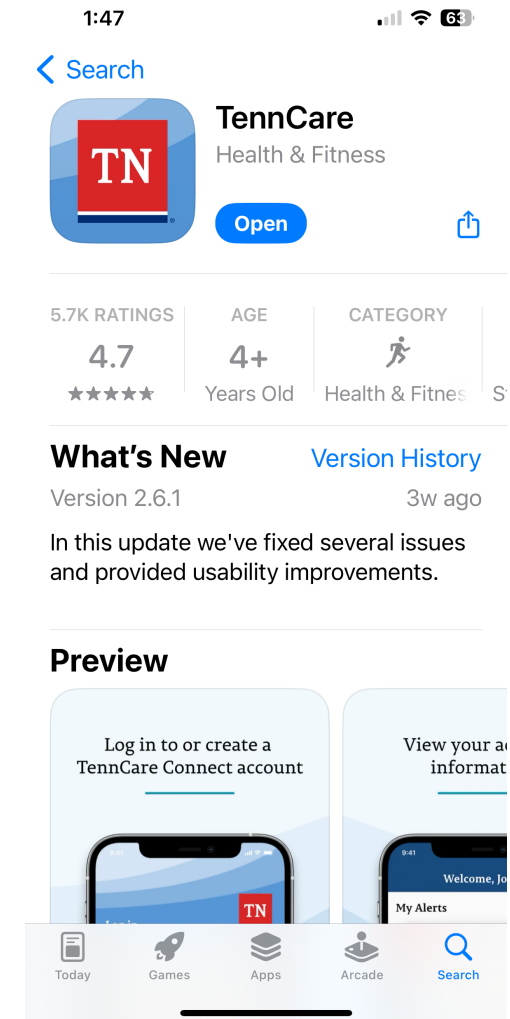 1:47
63
Search
TN
TennCare
Health & Fitness
Open
5.7K RATINGS
AGE
CATEGORY
4.7
4+
Years Old
Health & Fitnes
What's New
Version History
Version 2.6.1
3w ago
In this update we've fixed several issues
and provided usability improvements.
Preview
Log in to or create a
TennCare Connect account
View your
9:41
9:41
Welcome, Jo
TN
My Alerts
Today
Games
Apps
Arcade
Search